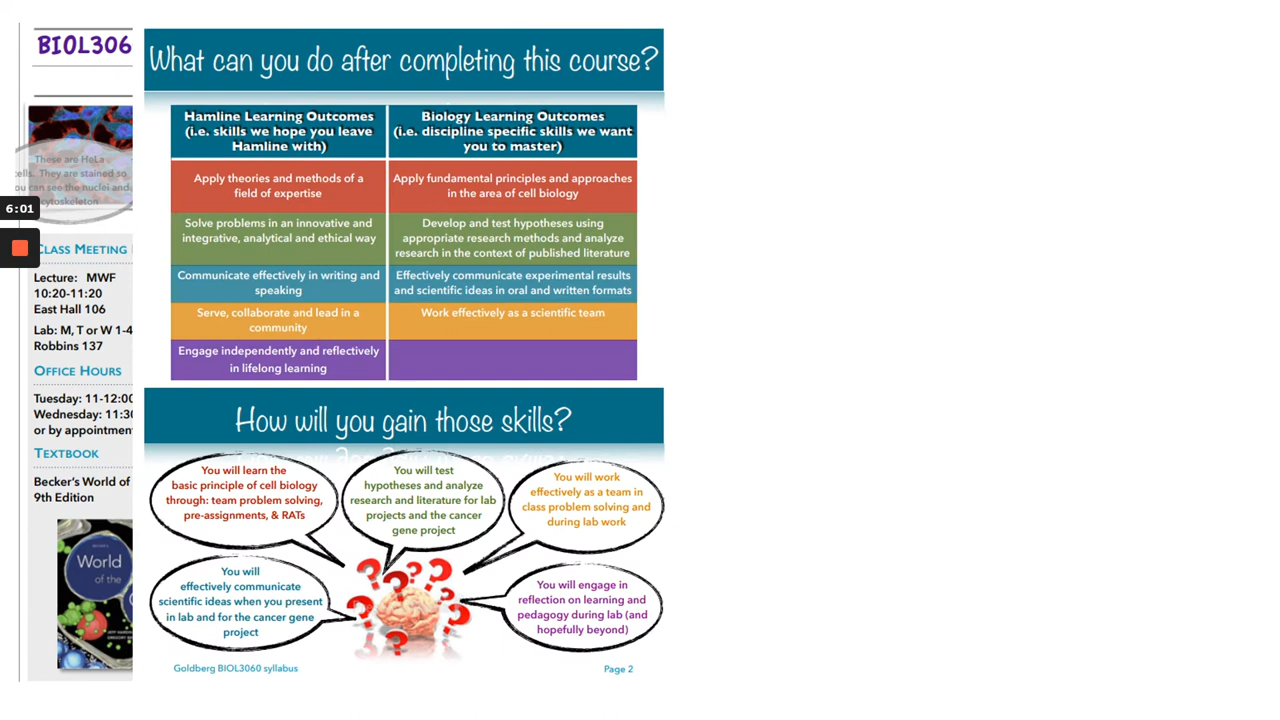 BIOL306
These are HeLa
cells. They are stained so
you can see the nuclei and
cytoskeleton
6:01
CLASS MEETING
Lecture: MWF
10:20-11:20
East Hall 106
Lab: M, T or W 1-4
Robbins 137
OFFICE HOURS
Tuesday: 11-12:00
Wednesday: 11:30
or by appointmen
TEXTBOOK
Becker's World of
9th Edition
BECKER'S
World
of the
JEFF HARDIN
GREGORY
What can you do after completing this course?
Hamline Learning Outcomes
(i.e. skills we hope you leave
Hamline with)
Biology Learning Outcomes
(i.e. discipline specific skills we want
you to master)
Apply theories and methods of a
field of expertise
Apply fundamental principles and approaches
in the area of cell biology
Solve problems in an innovative and
integrative, analytical and ethical way
Develop and test hypotheses using
appropriate research methods and analyze
research in the context of published literature
Communicate effectively in writing and
speaking
Effectively communicate experimental results
and scientific ideas in oral and written formats
Serve, collaborate and lead in a
community
Work effectively as a scientific team
Engage independently and reflectively
in lifelong learning
How will you gain those skills?
You will learn the
basic principle of cell biology
through: team problem solving,
pre-assignments, & RATs
You will test
hypotheses and analyze
research and literature for lab
projects and the cancer
gene project
You will work
effectively as a team in
class problem solving and
during lab work
You will
effectively communicate
scientific ideas when you present
in lab and for the cancer gene
project
You will engage in
reflection on learning and
pedagogy during lab (and
hopefully beyond)
Goldberg BIOL3060 syllabus
Page 2